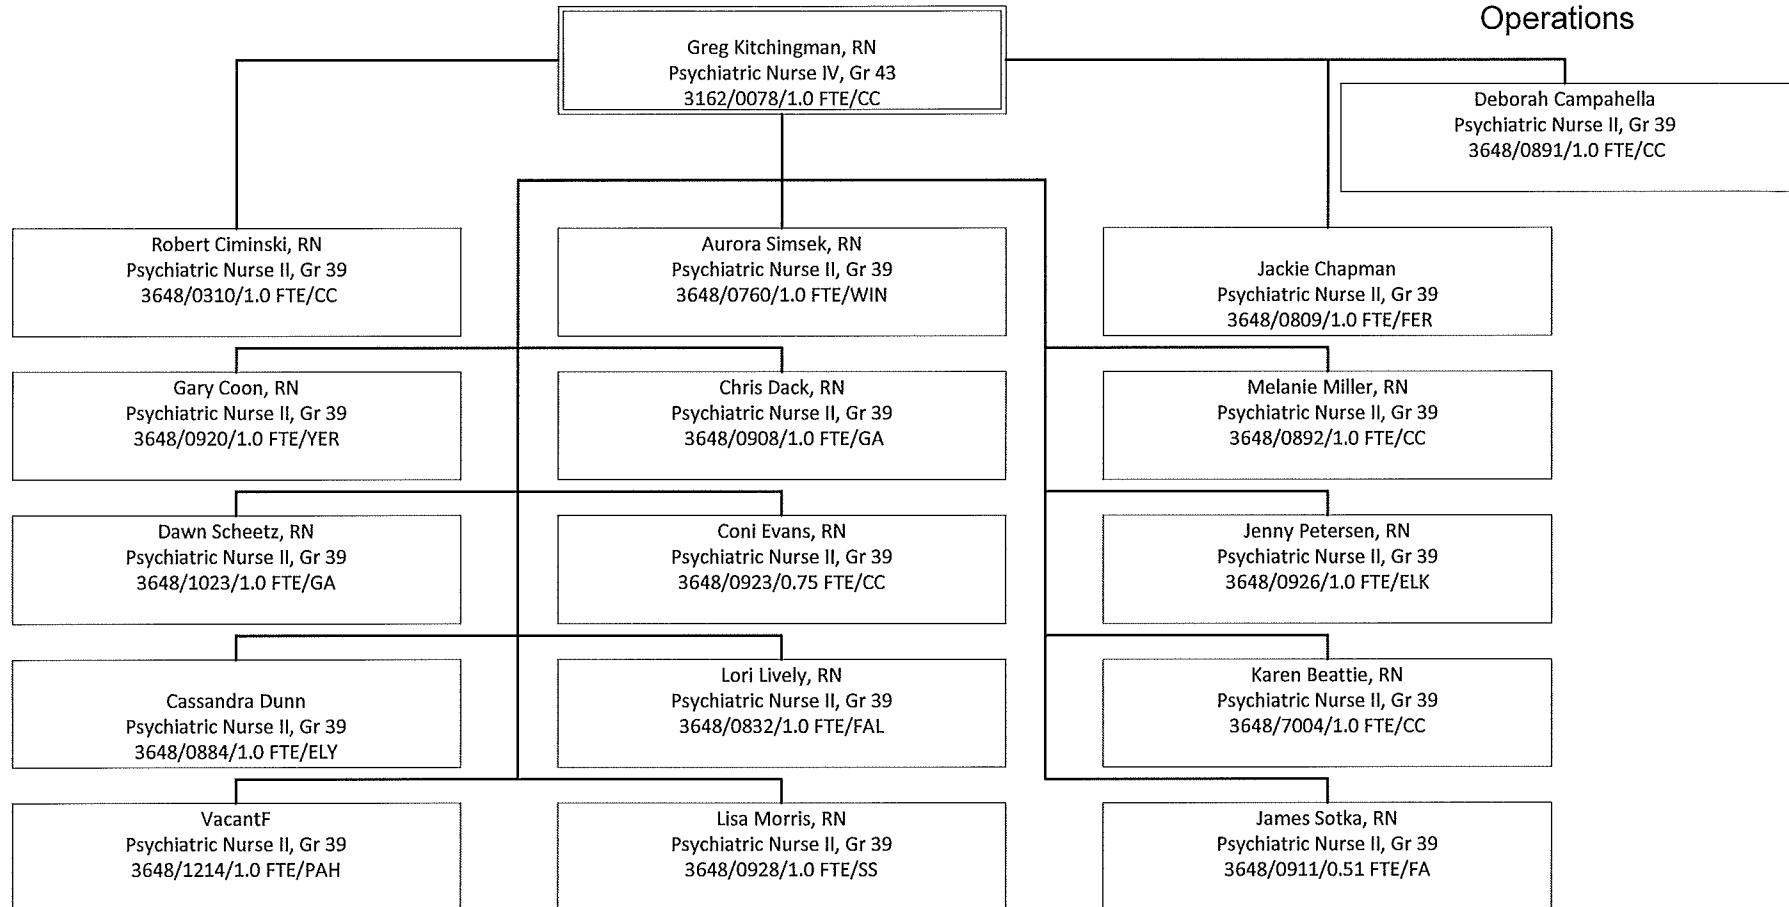 Operations
Greg Kitchingman, RN
Psychiatric Nurse IV, Gr 43
3162/0078/1.0 FTE/CC
Deborah Campahella
Psychiatric Nurse II, Gr 39
3648/0891/1.0 FTE/CC
Robert Ciminski, RN
Psychiatric Nurse II, Gr 39
3648/0310/1.0 FTE/CC
Aurora Simsek, RN
Psychiatric Nurse II, Gr 39
3648/0760/1.0 FTE/WIN
Jackie Chapman
Psychiatric Nurse II, Gr 39
3648/0809/1.0 FTE/FER
Gary Coon, RN
Psychiatric Nurse II, Gr 39
3648/0920/1.0 FTE/YER
Chris Dack, RN
Psychiatric Nurse II, Gr 39
3648/0908/1.0 FTE/GA
Melanie Miller, RN
Psychiatric Nurse II, Gr 39
3648/0892/1.0 FTE/CC
Dawn Scheetz, RN
Psychiatric Nurse II, Gr 39
3648/1023/1.0 FTE/GA
Coni Evans, RN
Psychiatric Nurse II, Gr 39
3648/0923/0.75 FTE/CC
Jenny Petersen, RN
Psychiatric Nurse II, Gr 39
3648/0926/1.0 FTE/ELK
Cassandra Dunn
Psychiatric Nurse II, Gr 39
3648/0884/1.0 FTE/ELY
Lori Lively, RN
Psychiatric Nurse II, Gr 39
3648/0832/1.0 FTE/FAL
Karen Beattie, RN
Psychiatric Nurse II, Gr 39
3648/7004/1.0 FTE/CC
VacantF
Psychiatric Nurse II, Gr 39
3648/1214/1.0 FTE/PAH
Lisa Morris, RN
Psychiatric Nurse II, Gr 39
3648/0928/1.0 FTE/SS
James Sotka, RN
Psychiatric Nurse II, Gr 39
3648/0911/0.51 FTE/FA